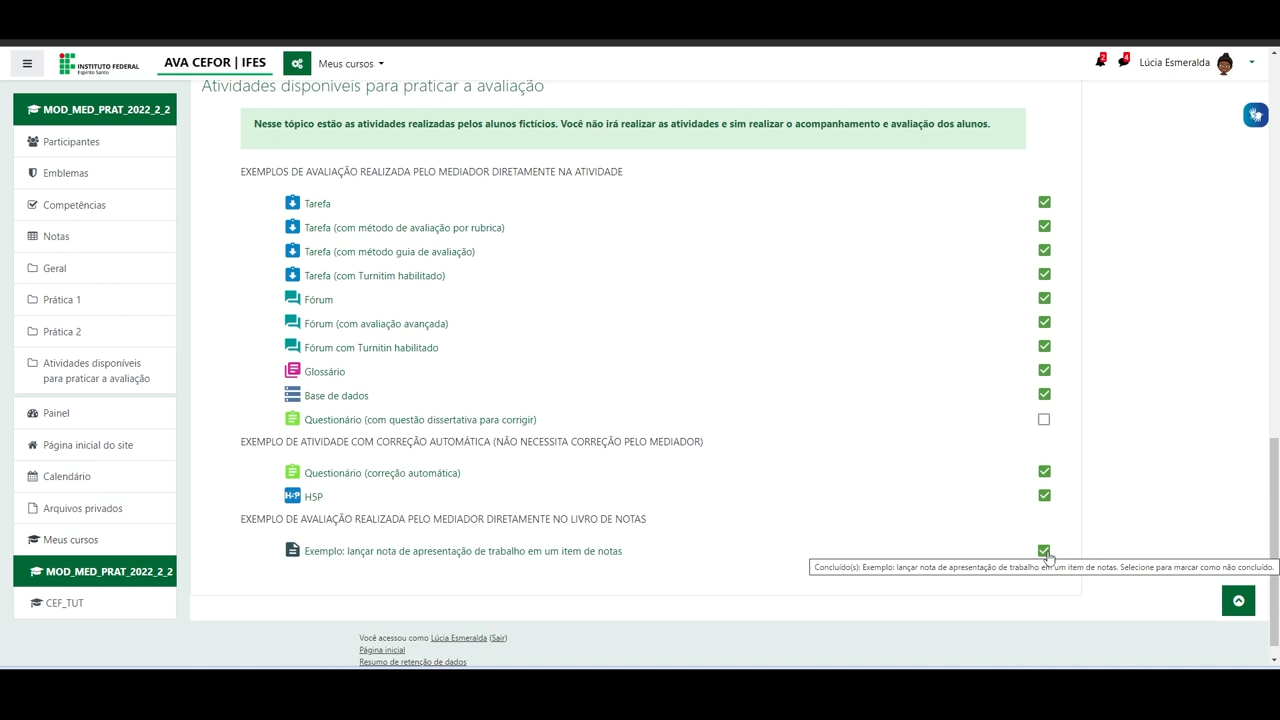 INSTITUTO FEDERAL
Espírito Santo
AVA CEFOR | IFES
Meus cursos
2
4
Lúcia Esmeralda
MOD_MED_PRAT_2022_2_2
Participantes
Emblemas
Competências
Notas
Geral
Prática 1
Prática 2
Atividades disponíveis
para praticar a avaliação
Painel
Página inicial do site
Calendário
Arquivos privados
Meus cursos
MOD_MED_PRAT_2022_2_2
CEF_TUT
Atividades disponíveis para praticar a avaliação
Nesse tópico estão as atividades realizadas pelos alunos fictícios. Você não irá realizar as atividades e sim realizar o acompanhamento e avaliação dos alunos.
EXEMPLOS DE AVALIAÇÃO REALIZADA PELO MEDIADOR DIRETAMENTE NA ATIVIDADE
Tarefa
Tarefa (com método de avaliação por rubrica)
Tarefa (com método guia de avaliação)
Tarefa (com Turnitim habilitado)
Fórum
Fórum (com avaliação avançada)
Fórum com Turnitin habilitado
Glossário
Base de dados
Questionário (com questão dissertativa para corrigir)
EXEMPLO DE ATIVIDADE COM CORREÇÃO AUTOMÁTICA (NÃO NECESSITA CORREÇÃO PELO MEDIADOR)
Questionário (correção automática)
H5P H5P
EXEMPLO DE AVALIAÇÃO REALIZADA PELO MEDIADOR DIRETAMENTE NO LIVRO DE NOTAS
Exemplo: lançar nota de apresentação de trabalho em um item de notas
Concluído(s): Exemplo: lançar nota de apresentação de trabalho em um item de notas. Selecione para marcar como não concluído.
Você acessou como Lúcia Esmeralda (Sair)
Página inicial
Resumo de retenção de dados